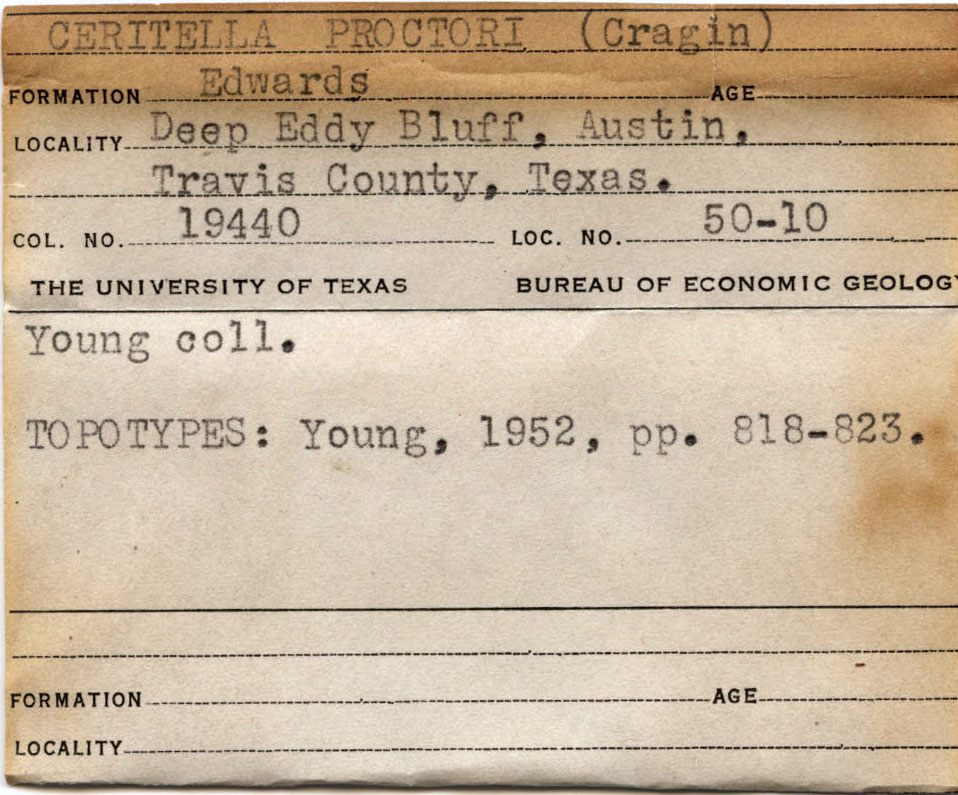 CERITELLA PROCTORI (Cragin)
FORMATION Edwards AGE
LOCALITY Deep Eddy Bluff, Austin,
Travis County, Texas.
COL. NO. 19440 LOC. NO. 50-10
THE UNIVERSITY OF TEXAS BUREAU OF ECONOMIC GEOLOGY
Young coll.
TOPOTYPES: Young, 1952, pp. 818-823.
FORMATION AGE
LOCALITY